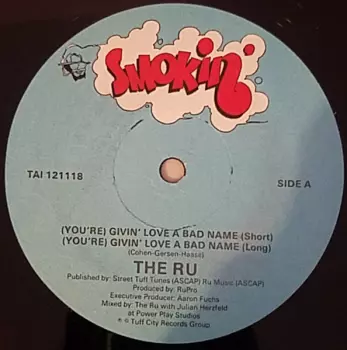 SMOKIN'
TAI 121118
SIDE A
(YOU'RE) GIVIN' LOVE A BAD NAME (Short)
(YOU'RE) GIVIN' LOVE A BAD NAME (Long)
(Cohen-Gersen-Haase)
THE RU
Published by: Street Tuff Tunes (ASCAP) Ru Music (ASCAP)
Produced by: RuPro
Executive Producer: Aaron Fuchs
Mixed by: The Ru with Julian Herzfeld
at Power Play Studios
℗ © Tuff City Records Group